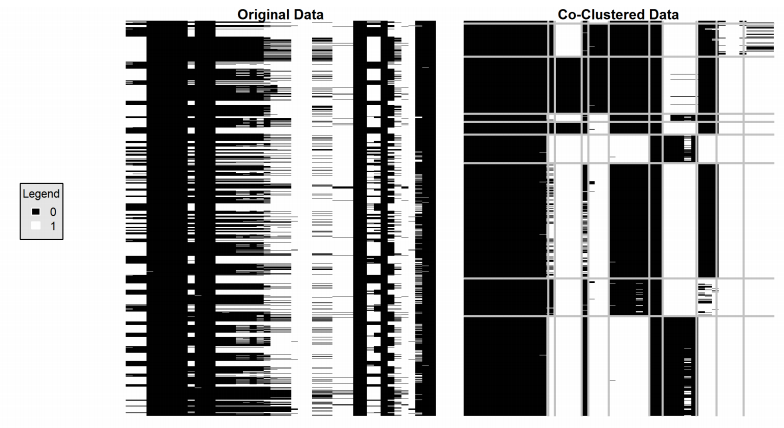 Original Data
Co-Clustered Data
Legend
0
1